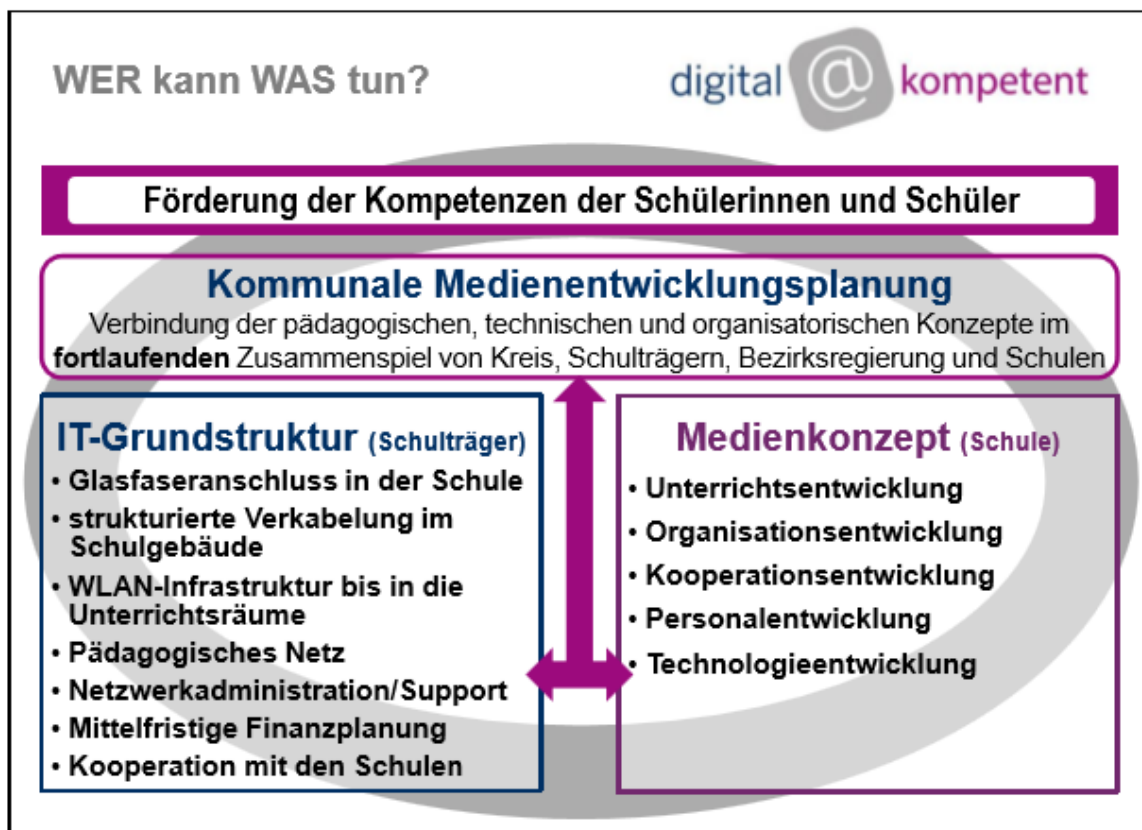 WER kann WAS tun?
digital @ kompetent
Förderung der Kompetenzen der Schülerinnen und Schüler
Kommunale Medienentwicklungsplanung
Verbindung der pädagogischen, technischen und organisatorischen Konzepte im
fortlaufenden Zusammenspiel von Kreis, Schulträgern, Bezirksregierung und Schulen
IT-Grundstruktur (Schulträger)
• Glasfaseranschluss in der Schule
• strukturierte Verkabelung im
Schulgebäude
• WLAN-Infrastruktur bis in die
Unterrichtsräume
• Pädagogisches Netz
• Netzwerkadministration/Support
• Mittelfristige Finanzplanung
• Kooperation mit den Schulen
Medienkonzept (Schule)
• Unterrichtsentwicklung
• Organisationsentwicklung
• Kooperationsentwicklung
• Personalentwicklung
• Technologieentwicklung